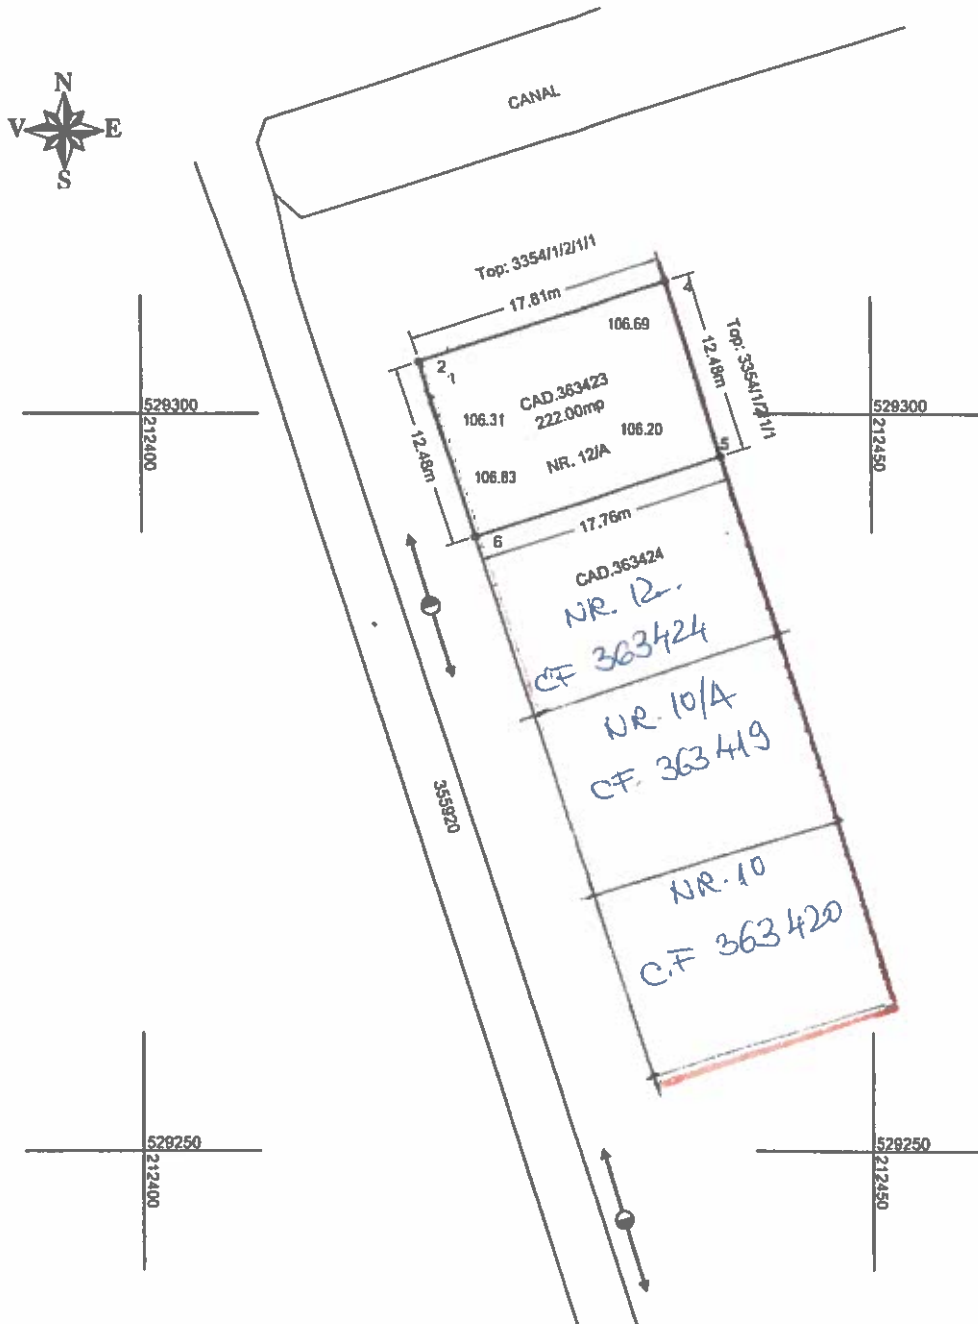 N
V E
S
CANAL
Top: 3354/1/2/1/1
17.81m
4
106.69
2
1
12.48m
Top: 3354/1/2/1/1
529300
212400
529300
212450
CAD.363423
222.00mp
106.31
106.20
12.48m
NR. 12/A
106.83
5
17.76m
6
CAD.363424
NR. 12
CF 363424
NR. 10/A
CF. 363419
355920
NR. 10
C.F 363420
529250
212400
529250
212450